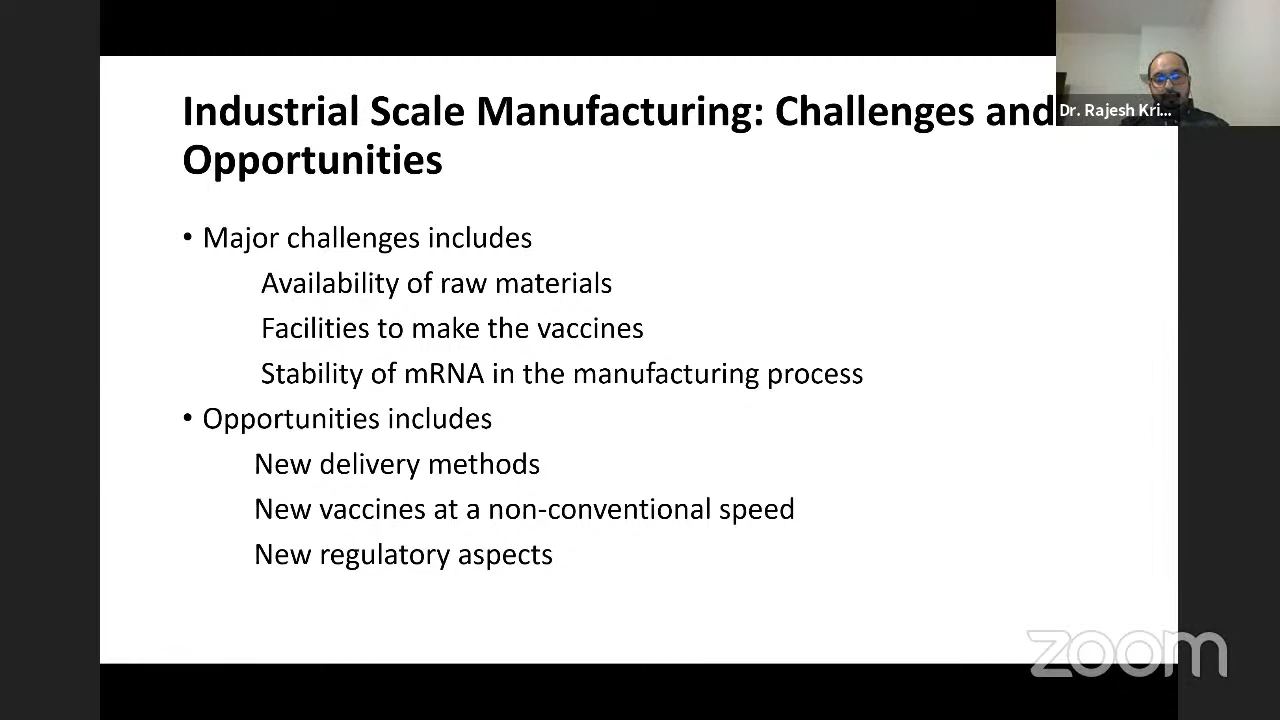 Industrial Scale Manufacturing: Challenges and
Opportunities
Dr. Rajesh Kri...
• Major challenges includes
Availability of raw materials
Facilities to make the vaccines
Stability of mRNA in the manufacturing process
• Opportunities includes
New delivery methods
New vaccines at a non-conventional speed
New regulatory aspects
zoom